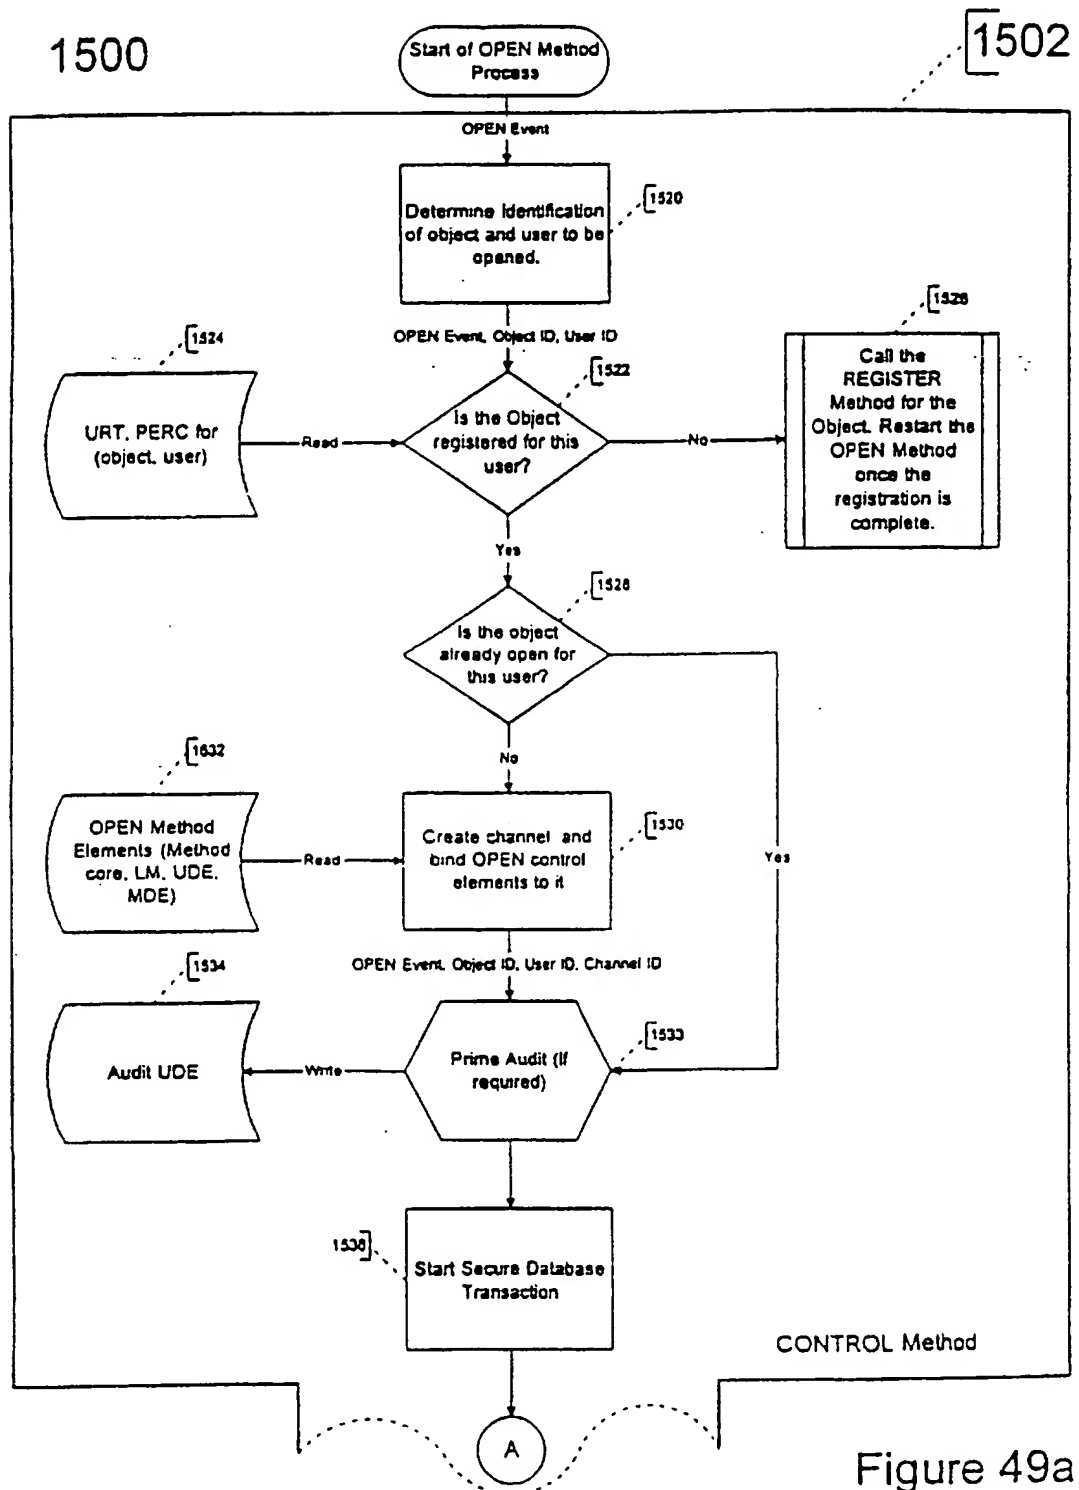 1500
1502
Start of OPEN Method
Process
OPEN Event
1520
Determine Identification
of object and user to be
opened.
OPEN Event, Object ID, User ID
1524
1522
1526
URT, PERC for
(object, user)
Read
Is the Object
registered for this
user?
No
Call the
REGISTER
Method for the
Object. Restart the
OPEN Method
once the
registration is
complete.
Yes
1528
Is the object
already open for
this user?
No
Yes
1632
OPEN Method
Elements (Method
core, LM, UDE,
MDE)
Read
1530
Create channel and
bind OPEN control
elements to it
OPEN Event, Object ID, User ID, Channel ID
1534
1533
Audit UDE
Write
Prime Audit (If
required)
1538
Start Secure Database
Transaction
CONTROL Method
A
Figure 49a